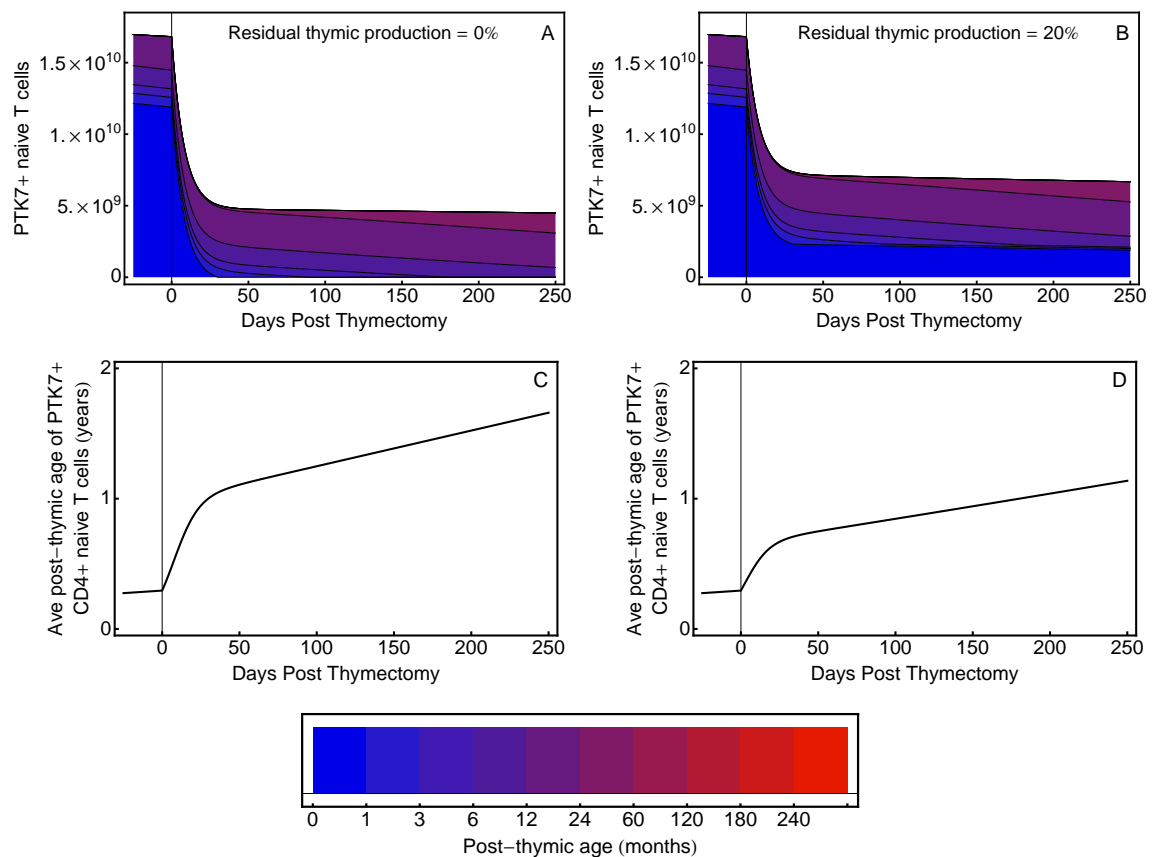 Residual thymic production = 0%
A
PTK7+ naive T cells
1.5×10¹⁰
1.×10¹⁰
5.×10⁹
0
0 50 100 150 200 250
Days Post Thymectomy
Residual thymic production = 20%
B
PTK7+ naive T cells
1.5×10¹⁰
1.×10¹⁰
5.×10⁹
0
0 50 100 150 200 250
Days Post Thymectomy
C
Ave post−thymic age of PTK7+
CD4+ naive T cells (years)
2
1
0
0 50 100 150 200 250
Days Post Thymectomy
D
Ave post−thymic age of PTK7+
CD4+ naive T cells (years)
2
1
0
0 50 100 150 200 250
Days Post Thymectomy
0 1 3 6 12 24 60 120 180 240
Post−thymic age (months)